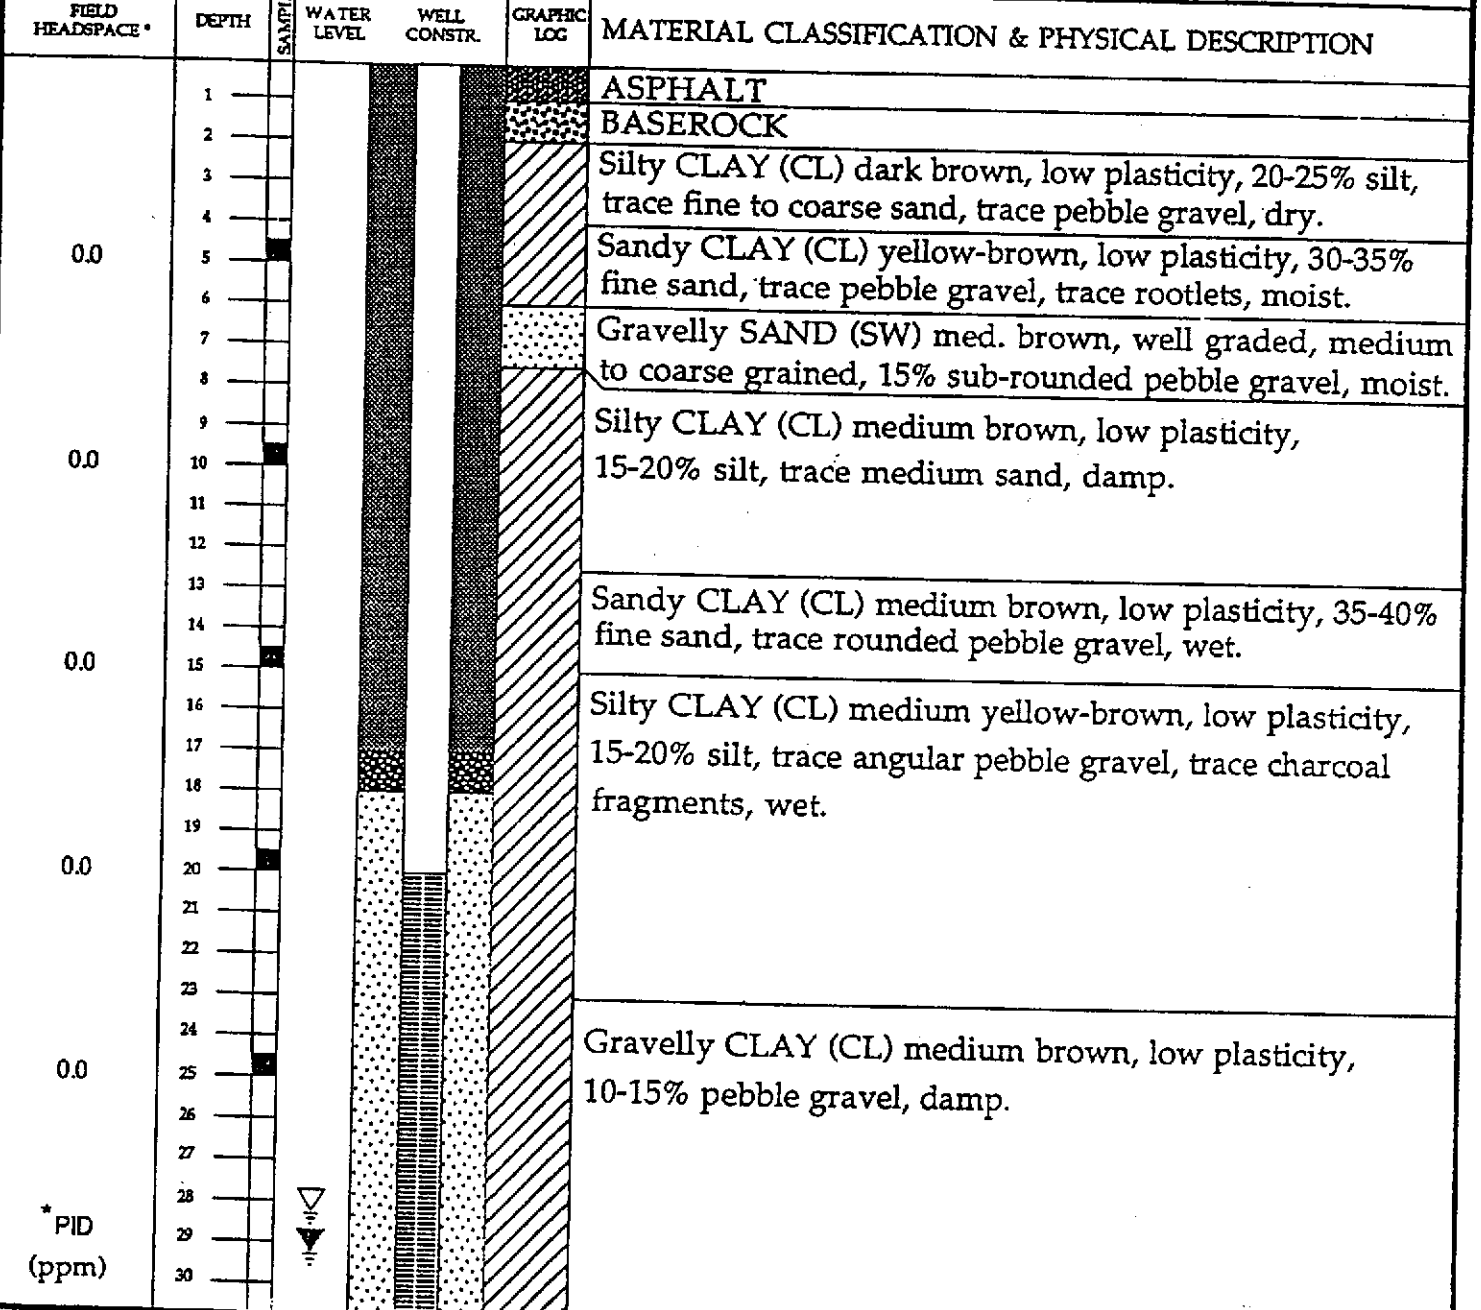 FIELD HEADSPACE *
DEPTH
SAMPL
WATER LEVEL
WELL CONSTR.
GRAPHIC LOG
MATERIAL CLASSIFICATION & PHYSICAL DESCRIPTION
1
ASPHALT
2
BASEROCK
3
Silty CLAY (CL) dark brown, low plasticity, 20-25% silt,
4
trace fine to coarse sand, trace pebble gravel, dry.
0.0
5
Sandy CLAY (CL) yellow-brown, low plasticity, 30-35%
6
fine sand, trace pebble gravel, trace rootlets, moist.
7
Gravelly SAND (SW) med. brown, well graded, medium
8
to coarse grained, 15% sub-rounded pebble gravel, moist.
9
Silty CLAY (CL) medium brown, low plasticity,
0.0
10
15-20% silt, trace medium sand, damp.
11
12
13
Sandy CLAY (CL) medium brown, low plasticity, 35-40%
14
fine sand, trace rounded pebble gravel, wet.
0.0
15
16
Silty CLAY (CL) medium yellow-brown, low plasticity,
17
15-20% silt, trace angular pebble gravel, trace charcoal
18
fragments, wet.
19
0.0
20
21
22
23
24
Gravelly CLAY (CL) medium brown, low plasticity,
0.0
25
10-15% pebble gravel, damp.
26
27
28
*PID
29
(ppm)
30